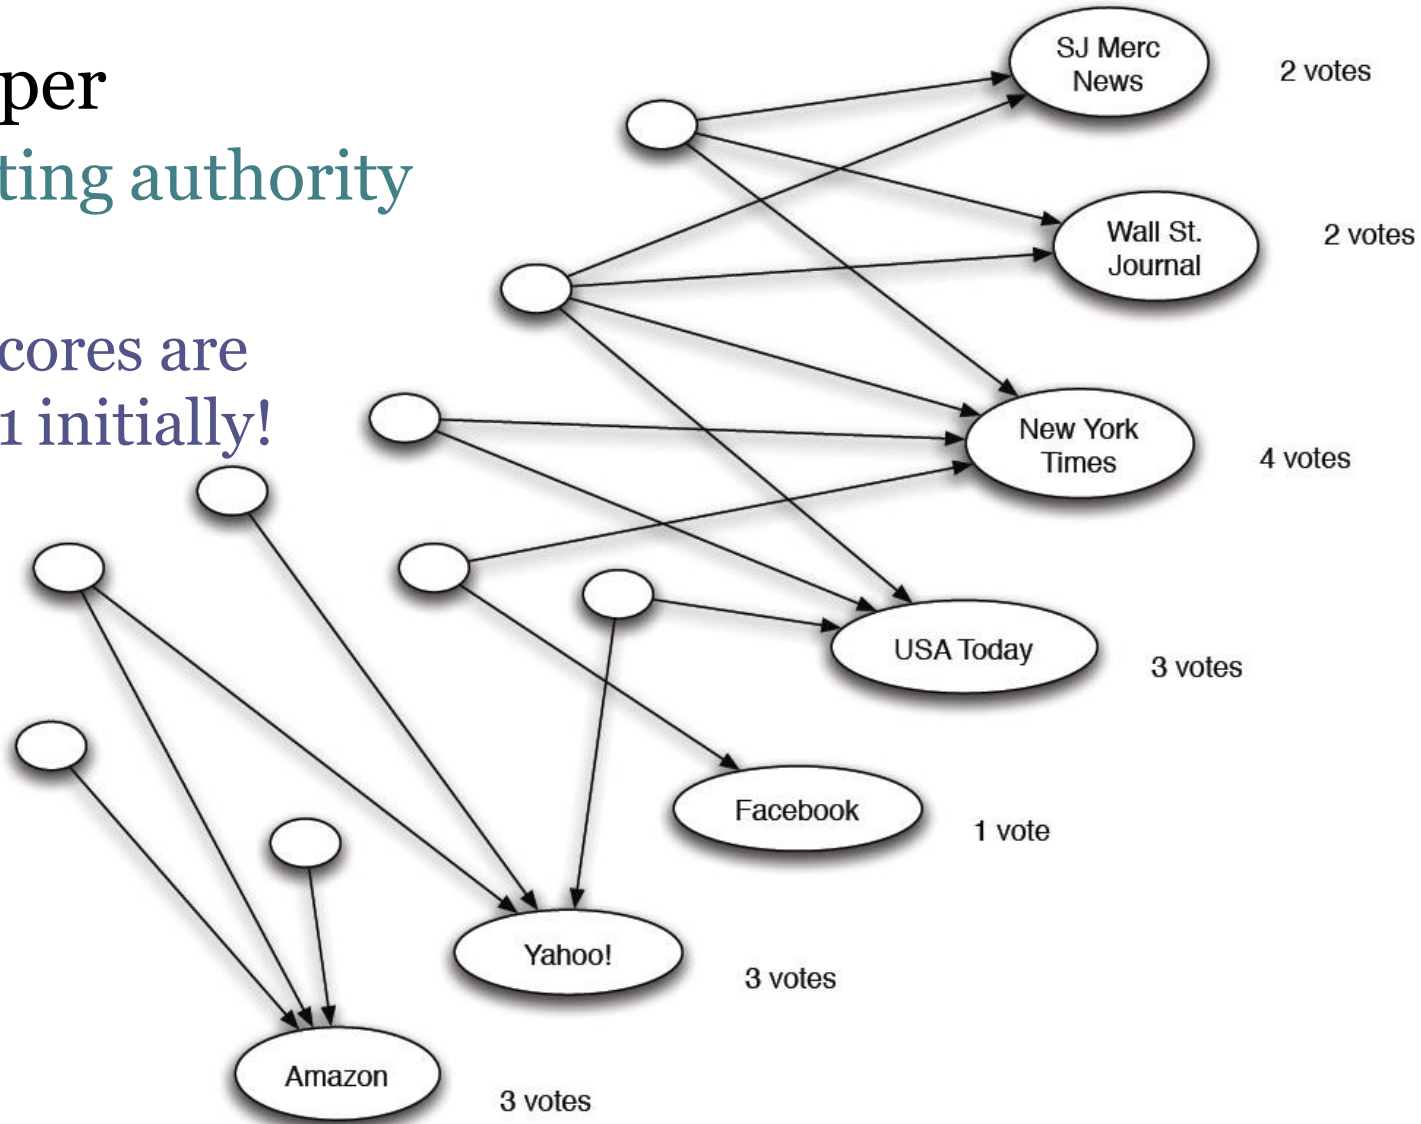 per
ting authority
cores are
1 initially!
SJ Merc
News
2 votes
Wall St.
Journal
2 votes
New York
Times
4 votes
USA Today
3 votes
Facebook
1 vote
Yahoo!
3 votes
Amazon
3 votes